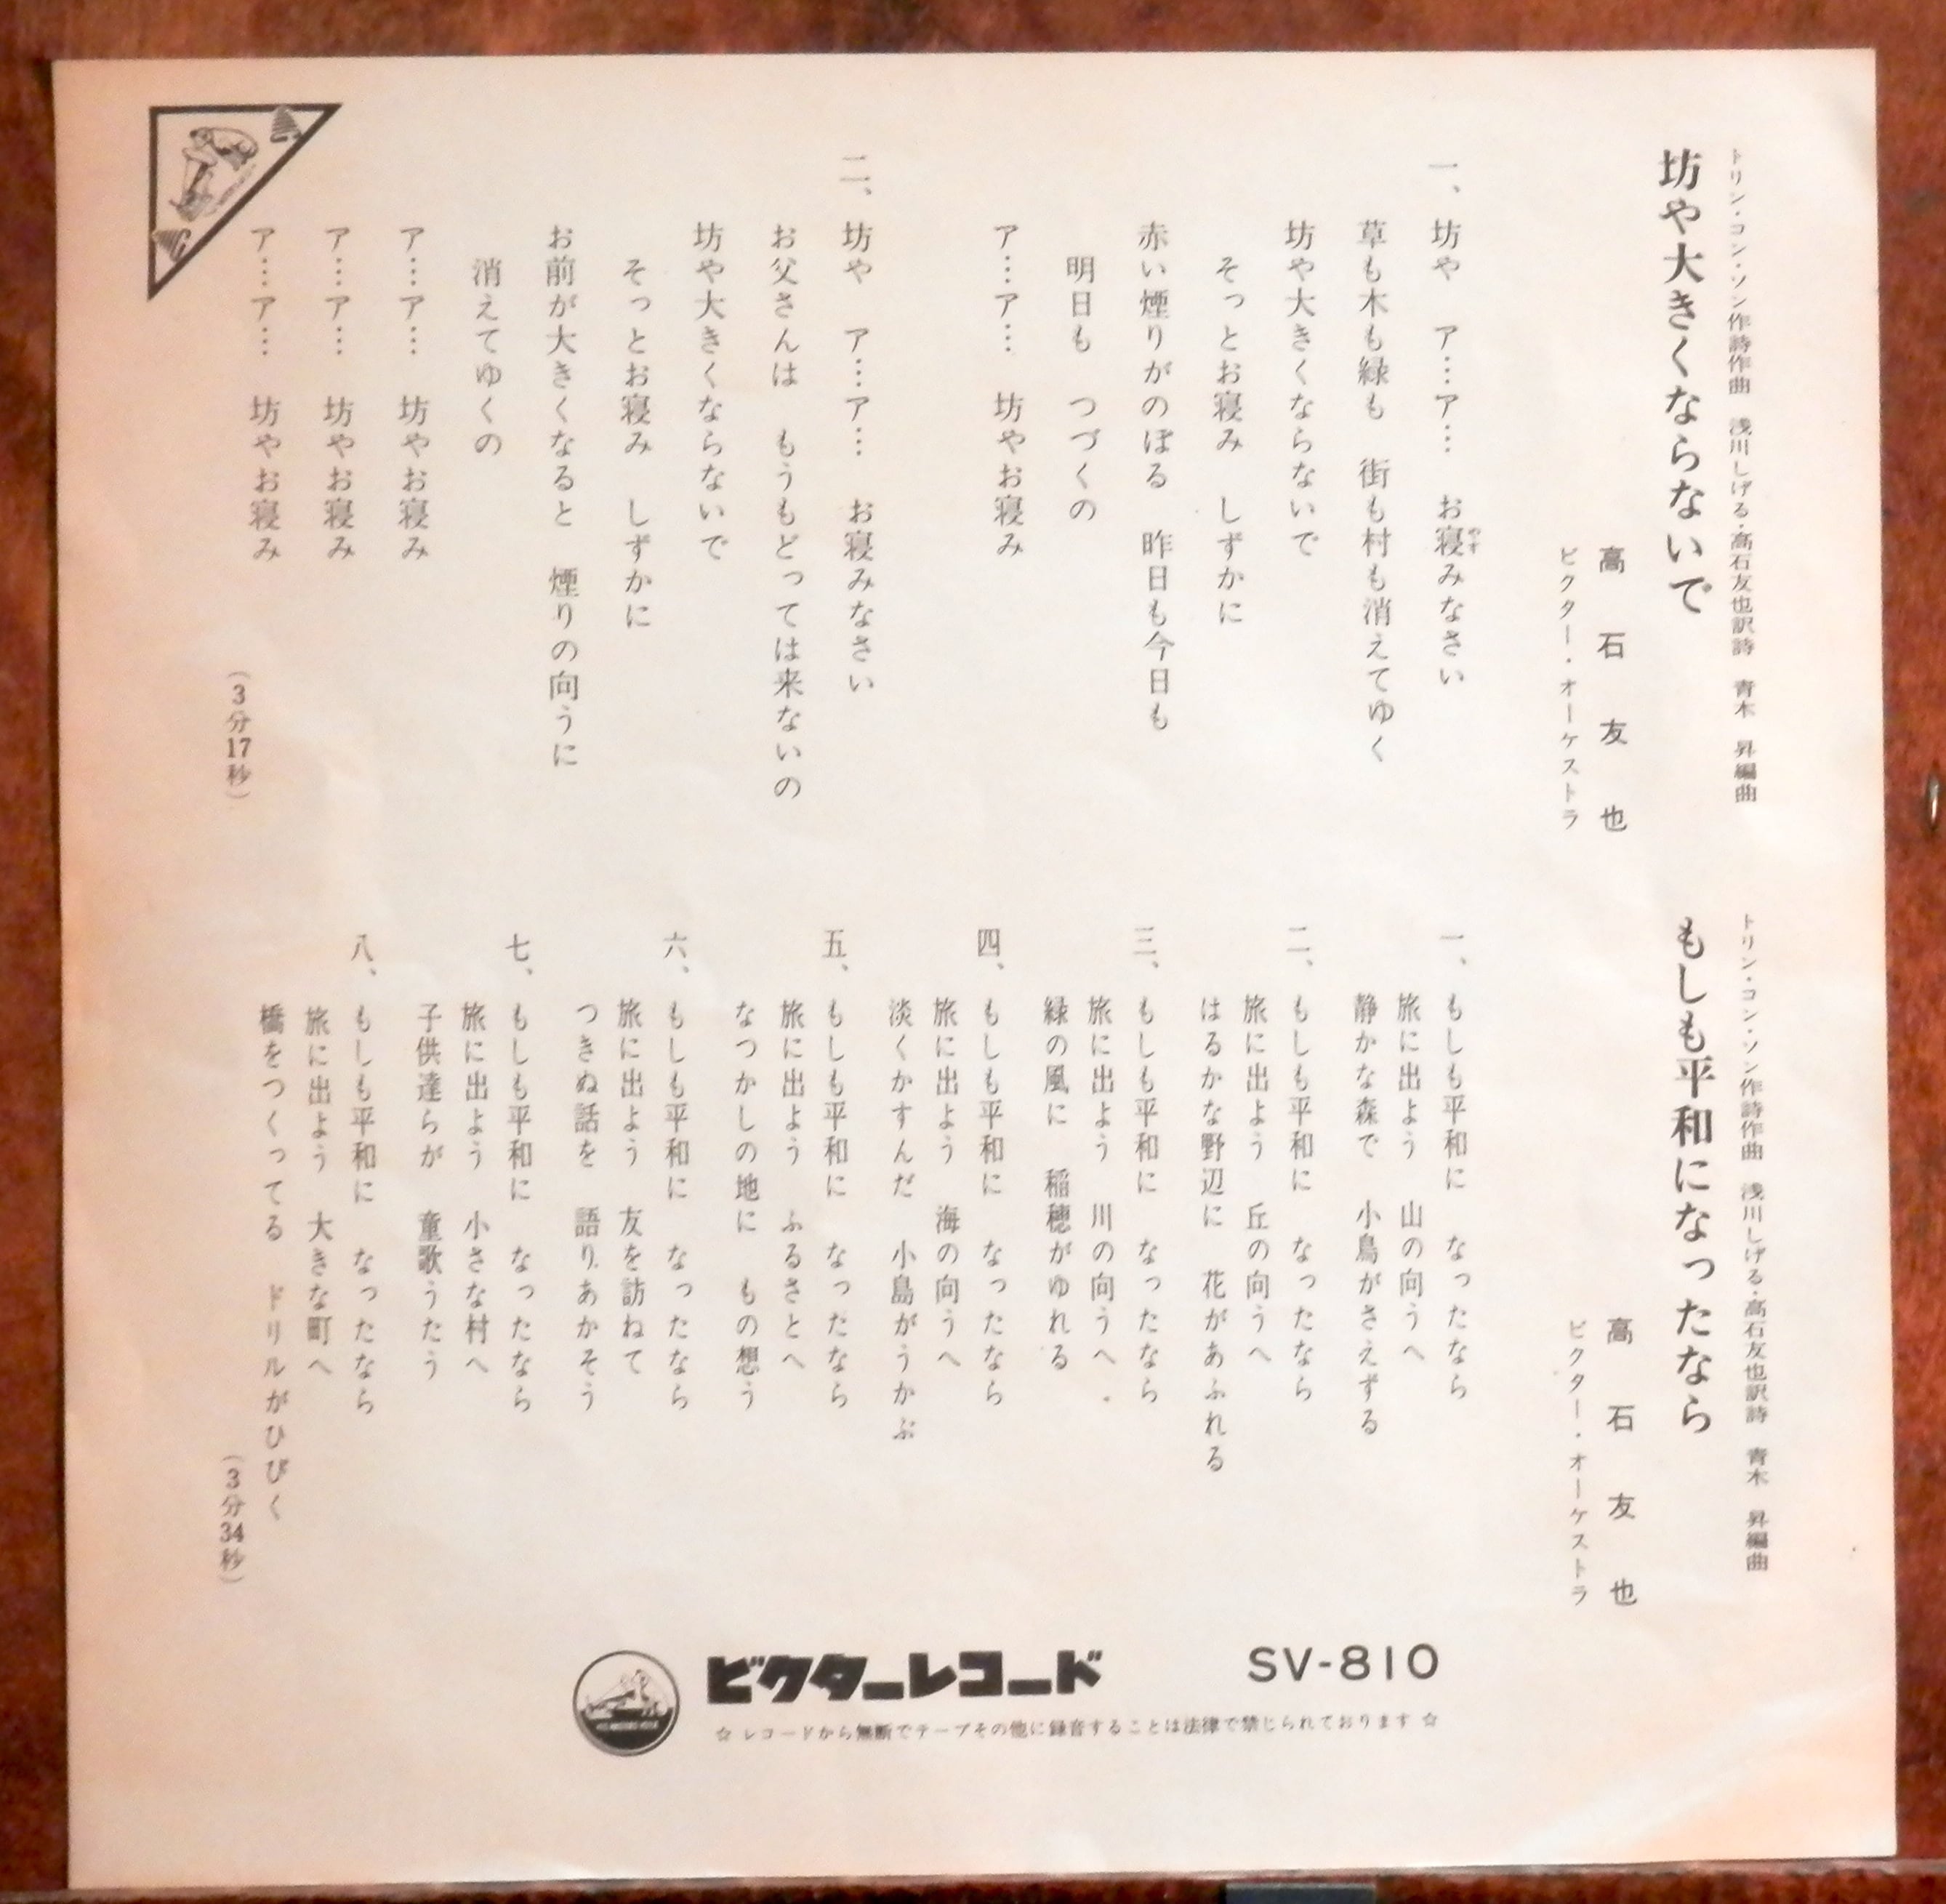 トリン・コン・ソン作詩作曲　浅川しげる・高石友也訳詩　青木　昇編曲
坊や大きくならないで
高石友也
ビクター・オーケストラ
一、坊や　ア…ア…　お寝みなさい
やす
草も木も緑も　街も村も消えてゆく
坊や大きくならないで
そっとお寝み　しずかに
赤い煙りがのぼる　昨日も今日も
明日も　つづくの
ア…ア…　坊やお寝み
二、坊や　ア…ア…　お寝みなさい
お父さんは　もうもどっては来ないの
坊や大きくならないで
そっとお寝み　しずかに
お前が大きくなると　煙りの向うに
消えてゆくの
ア…ア…　坊やお寝み
ア…ア…　坊やお寝み
ア…ア…　坊やお寝み
（3分17秒）
トリン・コン・ソン作詩作曲　浅川しげる・高石友也訳詩　青木　昇編曲
もしも平和になったなら
高石友也
ビクター・オーケストラ
一、もしも平和に　なったなら
旅に出よう　山の向うへ
静かな森で　小鳥がさえずる
二、もしも平和に　なったなら
旅に出よう　丘の向うへ
はるかな野辺に　花があふれる
三、もしも平和に　なったなら
旅に出よう　川の向うへ
緑の風に　稲穂がゆれる
四、もしも平和に　なったなら
旅に出よう　海の向うへ
淡くかすんだ　小島がうかぶ
五、もしも平和に　なったなら
旅に出よう　ふるさとへ
なつかしの地に　もの想う
六、もしも平和に　なったなら
旅に出よう　友を訪ねて
つきぬ話を　語りあかそう
七、もしも平和に　なったなら
旅に出よう　小さな村へ
子供達らが　童歌うたう
八、もしも平和に　なったなら
旅に出よう　大きな町へ
橋をつくってる　ドリルがひびく
（3分34秒）
ビクターレコード　SV-810
☆ レコードから無断でテープその他に録音することは法律で禁じられております ☆